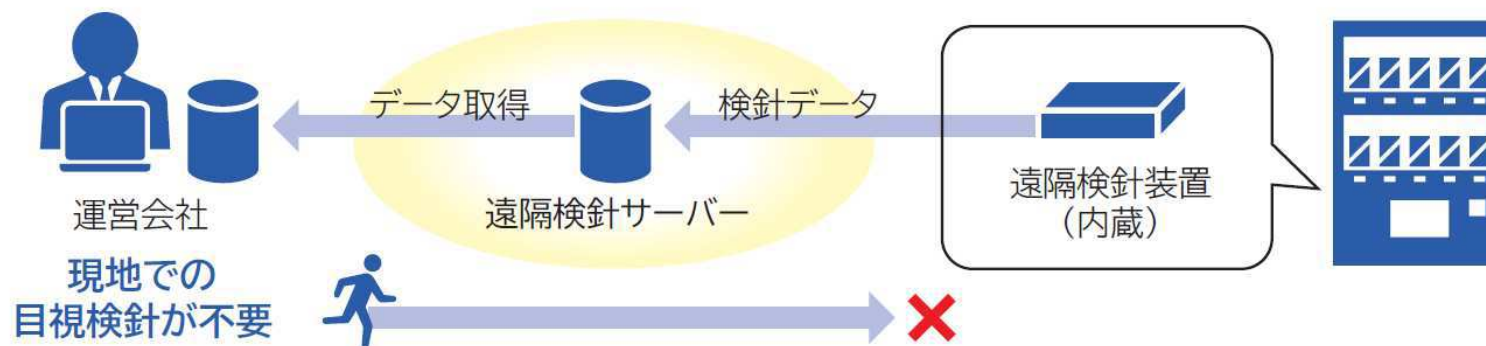 データ取得
検針データ
運営会社
遠隔検針サーバー
遠隔検針装置
（内蔵）
現地での
目視検針が不要